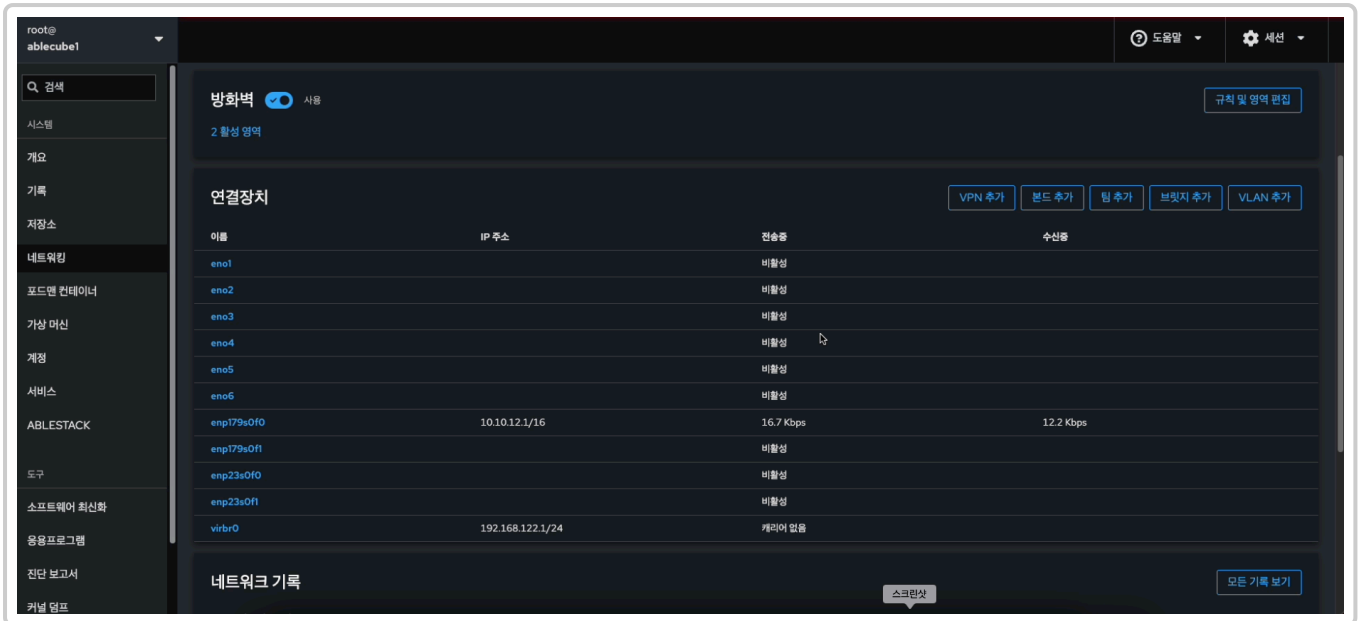 root@
ablecube1
도움말
세션
검색
시스템
개요
기록
저장소
네트워킹
포드맨 컨테이너
가상 머신
계정
서비스
ABLESTACK
도구
소프트웨어 최신화
응용프로그램
진단 보고서
커널 덤프
방화벽 사용
규칙 및 영역 편집
2 활성 영역
연결장치
VPN 추가 본드 추가 팀 추가 브릿지 추가 VLAN 추가
이름 IP 주소 전송중 수신중
eno1 비활성
eno2 비활성
eno3 비활성
eno4 비활성
eno5 비활성
eno6 비활성
enp179s0f0 10.10.12.1/16 16.7 Kbps 12.2 Kbps
enp179s0f1 비활성
enp23s0f0 비활성
enp23s0f1 비활성
virbr0 192.168.122.1/24 캐리어 없음
네트워크 기록
모든 기록 보기
스크린샷